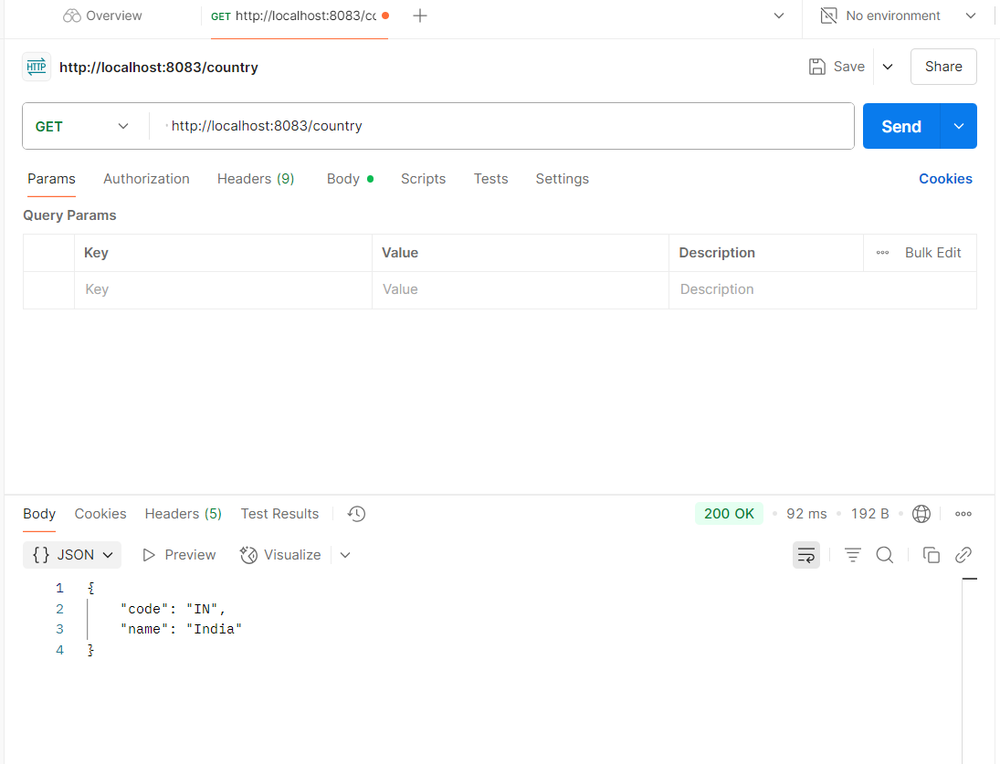 Overview GET http://localhost:8083/cc No environment
HTTP http://localhost:8083/country Save Share
GET http://localhost:8083/country Send
Params Authorization Headers (9) Body Scripts Tests Settings Cookies
Query Params
Key Value Description Bulk Edit
Key Value Description
Body Cookies Headers (5) Test Results 200 OK 92 ms 192 B
{} JSON Preview Visualize
1 {
2 "code": "IN",
3 "name": "India"
4 }